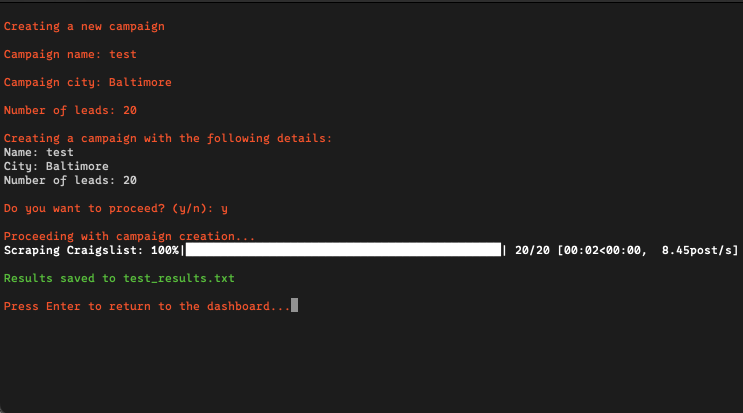 Creating a new campaign
Campaign name: test
Campaign city: Baltimore
Number of leads: 20
Creating a campaign with the following details:
Name: test
City: Baltimore
Number of leads: 20
Do you want to proceed? (y/n): y
Proceeding with campaign creation...
Scraping Craigslist: 100%|██████████| 20/20 [00:02<00:00,  8.45post/s]
Results saved to test_results.txt
Press Enter to return to the dashboard...